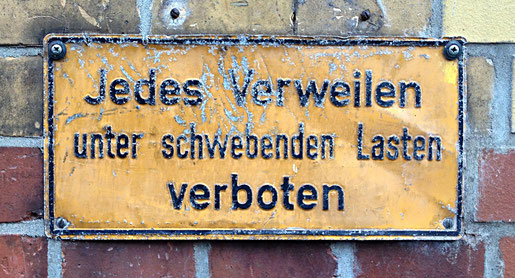 Jedes Verweilen
unter schwebenden Lasten
verboten